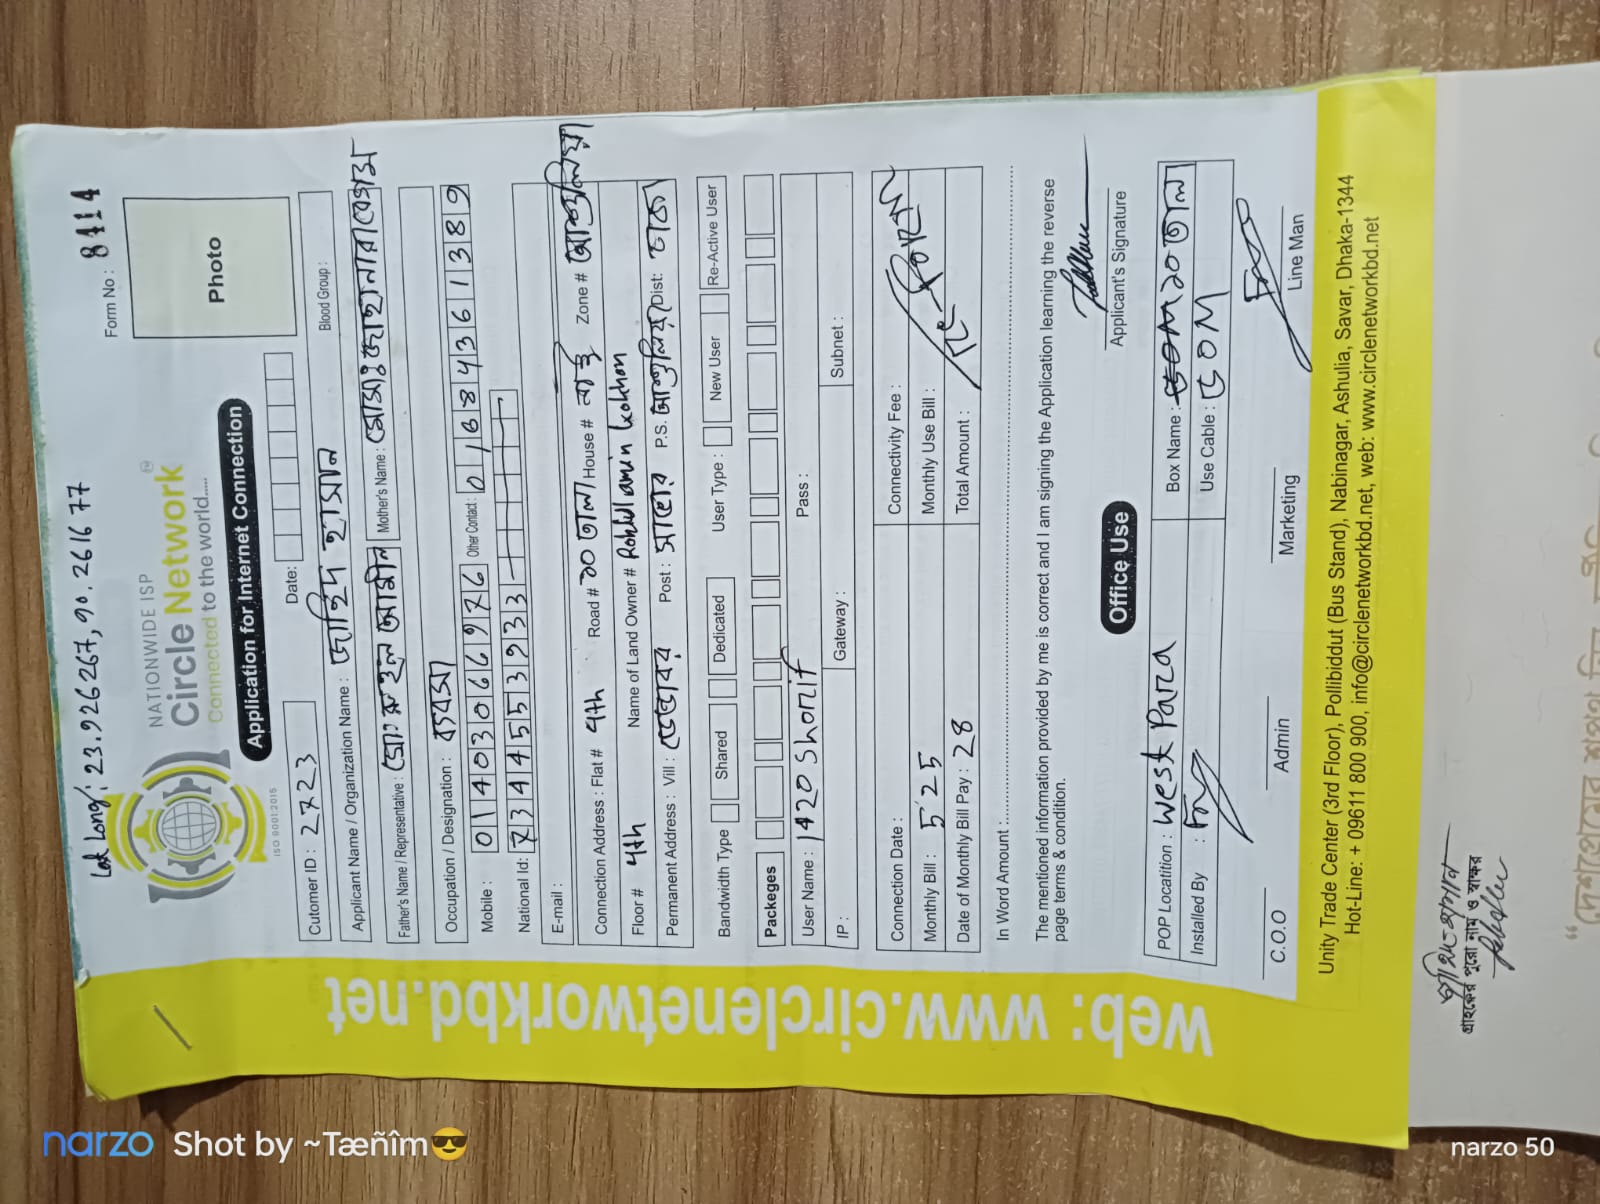 Lat Long: 23.926267, 90.261677
NATIONWIDE ISP
Circle Network
Connected to the world.....
ISO 9001:2015
Form No : 8414
Photo
Application for Internet Connection
Cutomer ID : 2723 Date:
Applicant Name / Organization Name : জাহিদ হাসান Blood Group :
Father's Name / Representative : মোঃ রুহুল আমীন Mother's Name : মোসাঃ জাহানারা বেগম
Occupation / Designation : ব্যবসা
Mobile : 01403066976 Other Contact : 01684361389
National Id: 7344553933
E-mail :
Connection Address : Flat # 4th Road # ১০ তালা House # Zone # আশুলিয়া
Floor # 4th Name of Land Owner # Rohul amin kokhon
Permanent Address : Vill : Post : সাভার P.S. আশুলিয়া Dist: ঢাকা
Bandwidth Type Shared Dedicated User Type : New User Re-Active User
Packeges
User Name : 1420 Shorif Pass :
IP : Gateway : Subnet :
Connection Date : Connectivity Fee :
Monthly Bill : 525 Monthly Use Bill :
Date of Monthly Bill Pay : 28 Total Amount :
In Word Amount :
The mentioned information provided by me is correct and I am signing the Application learning the reverse
page terms & condition.
Applicant's Signature
Office Use
POP Locatition : West Para Box Name : ১০তালা
Installed By : Use Cable : 50M
C.O.O Admin Marketing Line Man
Unity Trade Center (3rd Floor), Pollibiddut (Bus Stand), Nabinagar, Ashulia, Savar, Dhaka-1344
Hot-Line: + 09611 800 900, info@circlenetworkbd.net, web: www.circlenetworkbd.net
web: www.circlenetworkbd.net
গ্রাহকের পুরো নাম ও স্বাক্ষর
narzo Shot by ~Tæñîm😎
narzo 50